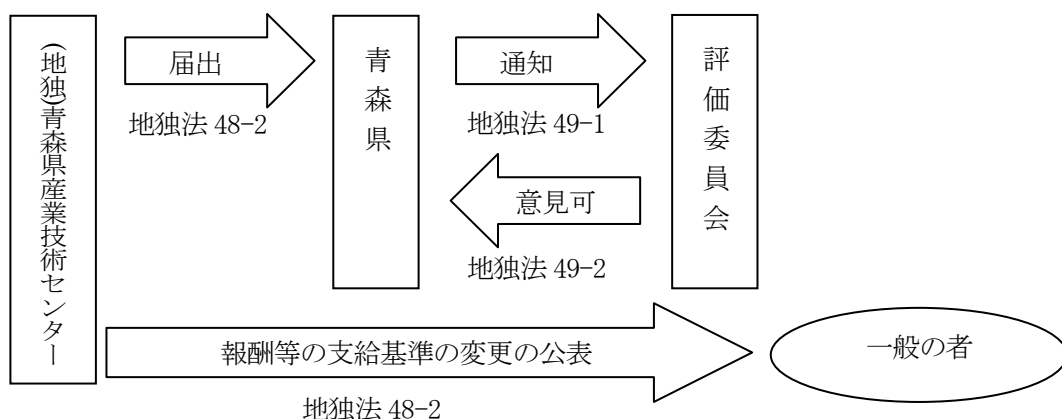 (地独)青森県産業技術センター
届出
地独法 48-2
青森県
通知
地独法 49-1
意見可
地独法 49-2
評価委員会
報酬等の支給基準の変更の公表
地独法 48-2
一般の者